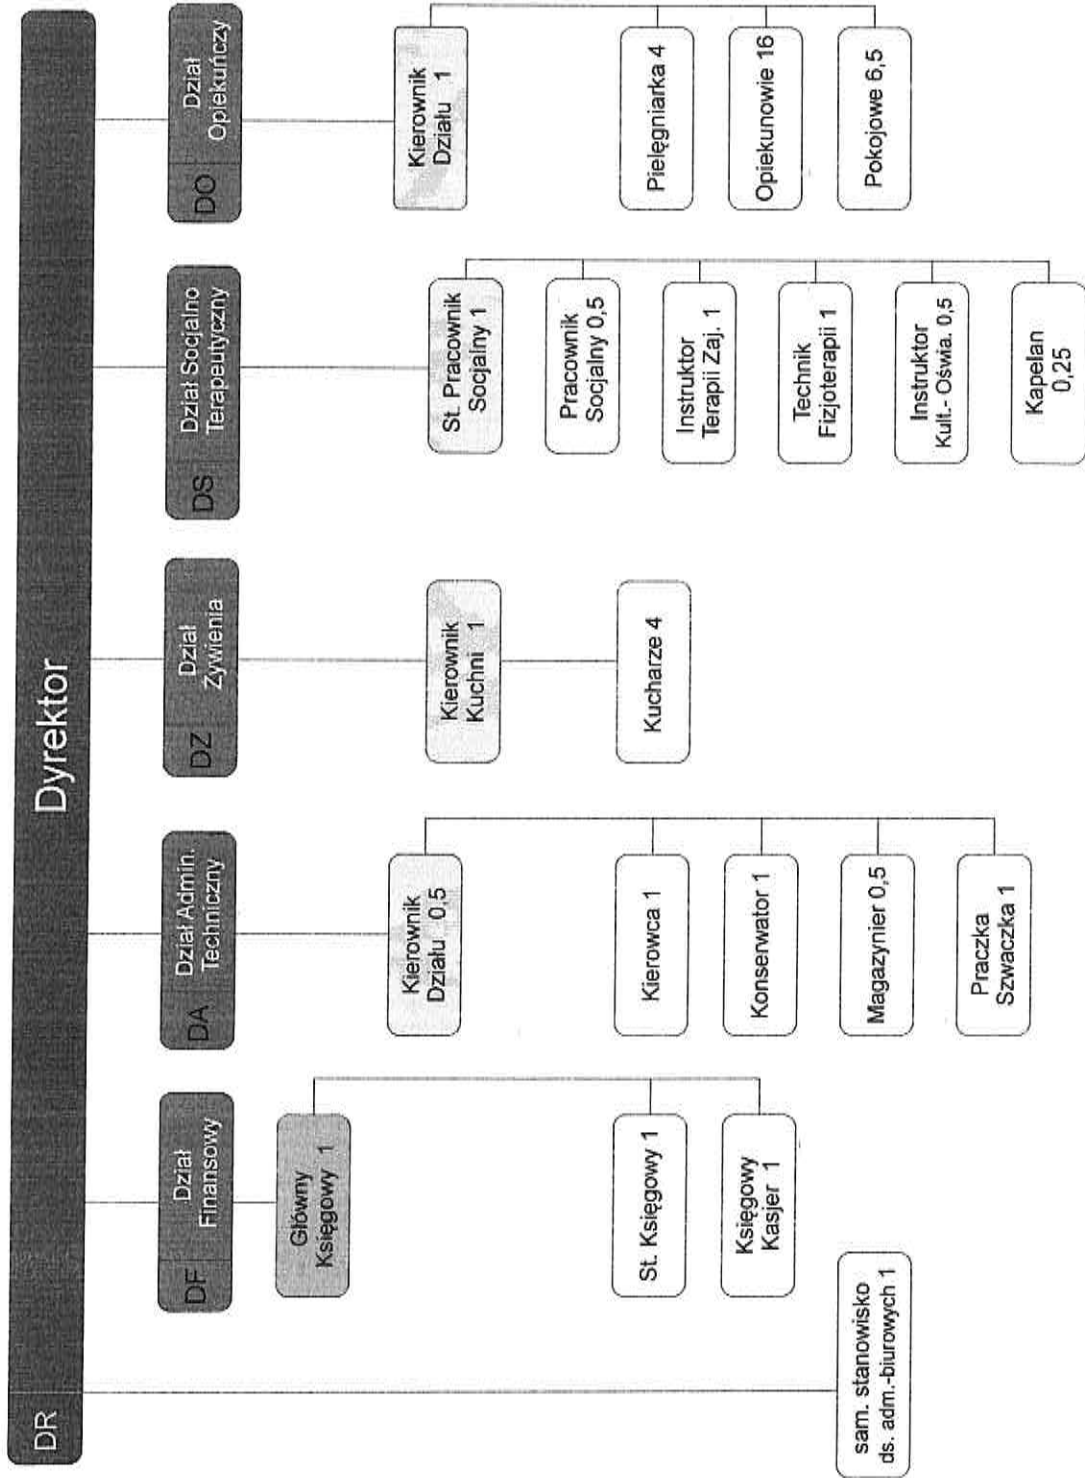 DR
Dyrektor
DF
Dział
Finansowy
DA
Dział Admin.
Techniczny
DZ
Dział
Żywienia
DS
Dział Socjalno
Terapeutyczny
DO
Dział
Opiekuńczy
Główny
Księgowy 1
St. Księgowy 1
Księgowy
Kasjer 1
sam. stanowisko
ds. adm.-biurowych 1
Kierownik
Działu 0,5
Kierowca 1
Konserwator 1
Magazynier 0,5
Praczka
Szwaczka 1
Kierownik
Kuchni 1
Kucharze 4
St. Pracownik
Socjalny 1
Pracownik
Socjalny 0,5
Instruktor
Terapii Zaj. 1
Technik
Fizjoterapii 1
Instruktor
Kult.- Oświa. 0,5
Kapelan
0,25
Kierownik
Działu 1
Pielęgniarka 4
Opiekunowie 16
Pokojowe 6,5